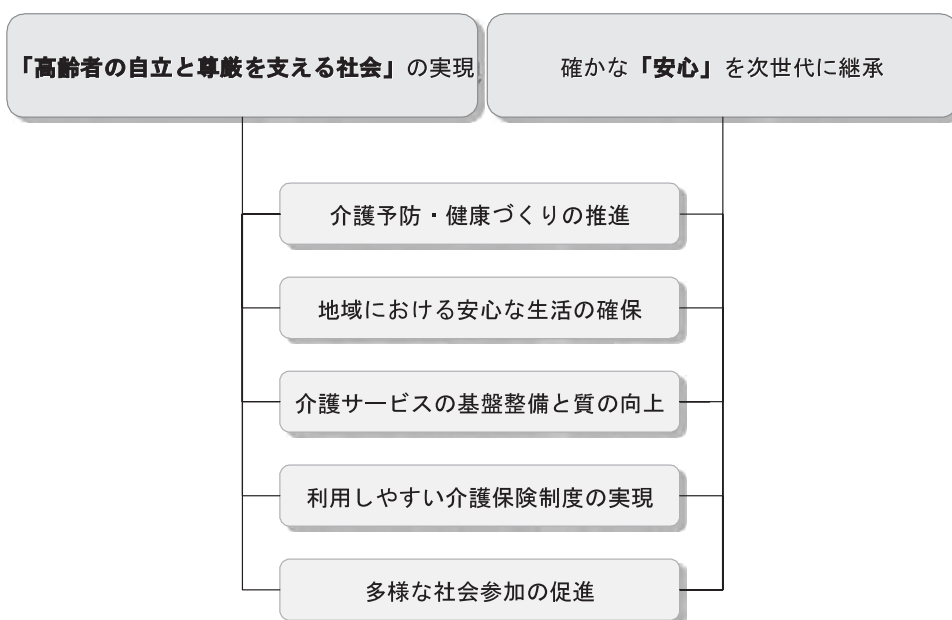 「高齢者の自立と尊厳を支える社会」の実現
確かな「安心」を次世代に継承
介護予防・健康づくりの推進
地域における安心な生活の確保
介護サービスの基盤整備と質の向上
利用しやすい介護保険制度の実現
多様な社会参加の促進